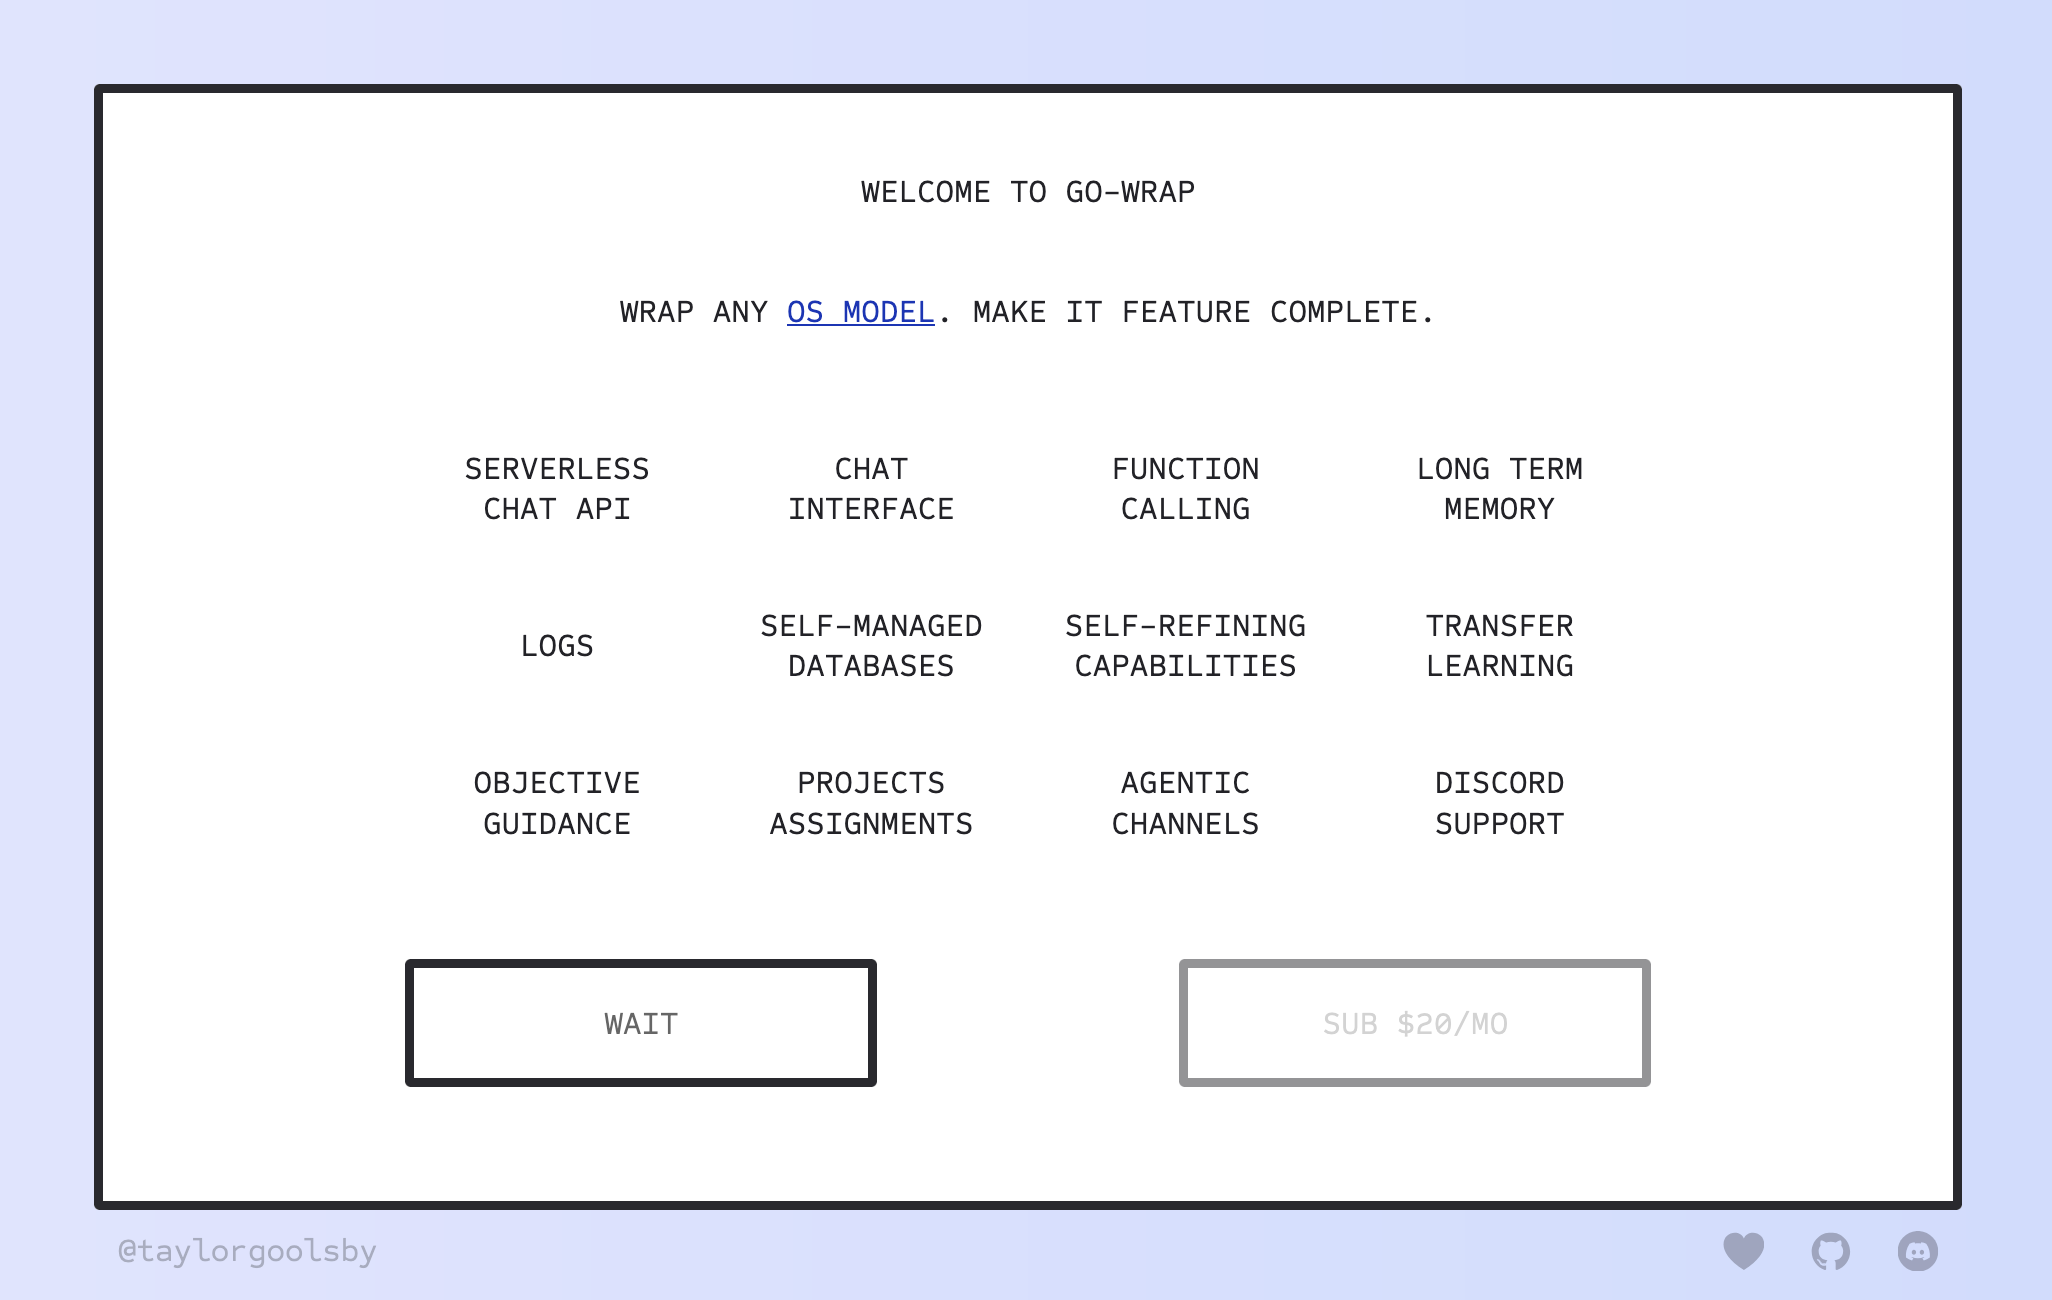 WELCOME TO GO-WRAP
WRAP ANY OS MODEL. MAKE IT FEATURE COMPLETE.
SERVERLESS
CHAT API
CHAT
INTERFACE
FUNCTION
CALLING
LONG TERM
MEMORY
LOGS
SELF-MANAGED
DATABASES
SELF-REFINING
CAPABILITIES
TRANSFER
LEARNING
OBJECTIVE
GUIDANCE
PROJECTS
ASSIGNMENTS
AGENTIC
CHANNELS
DISCORD
SUPPORT
WAIT
SUB $20/MO
@taylorgoolsby